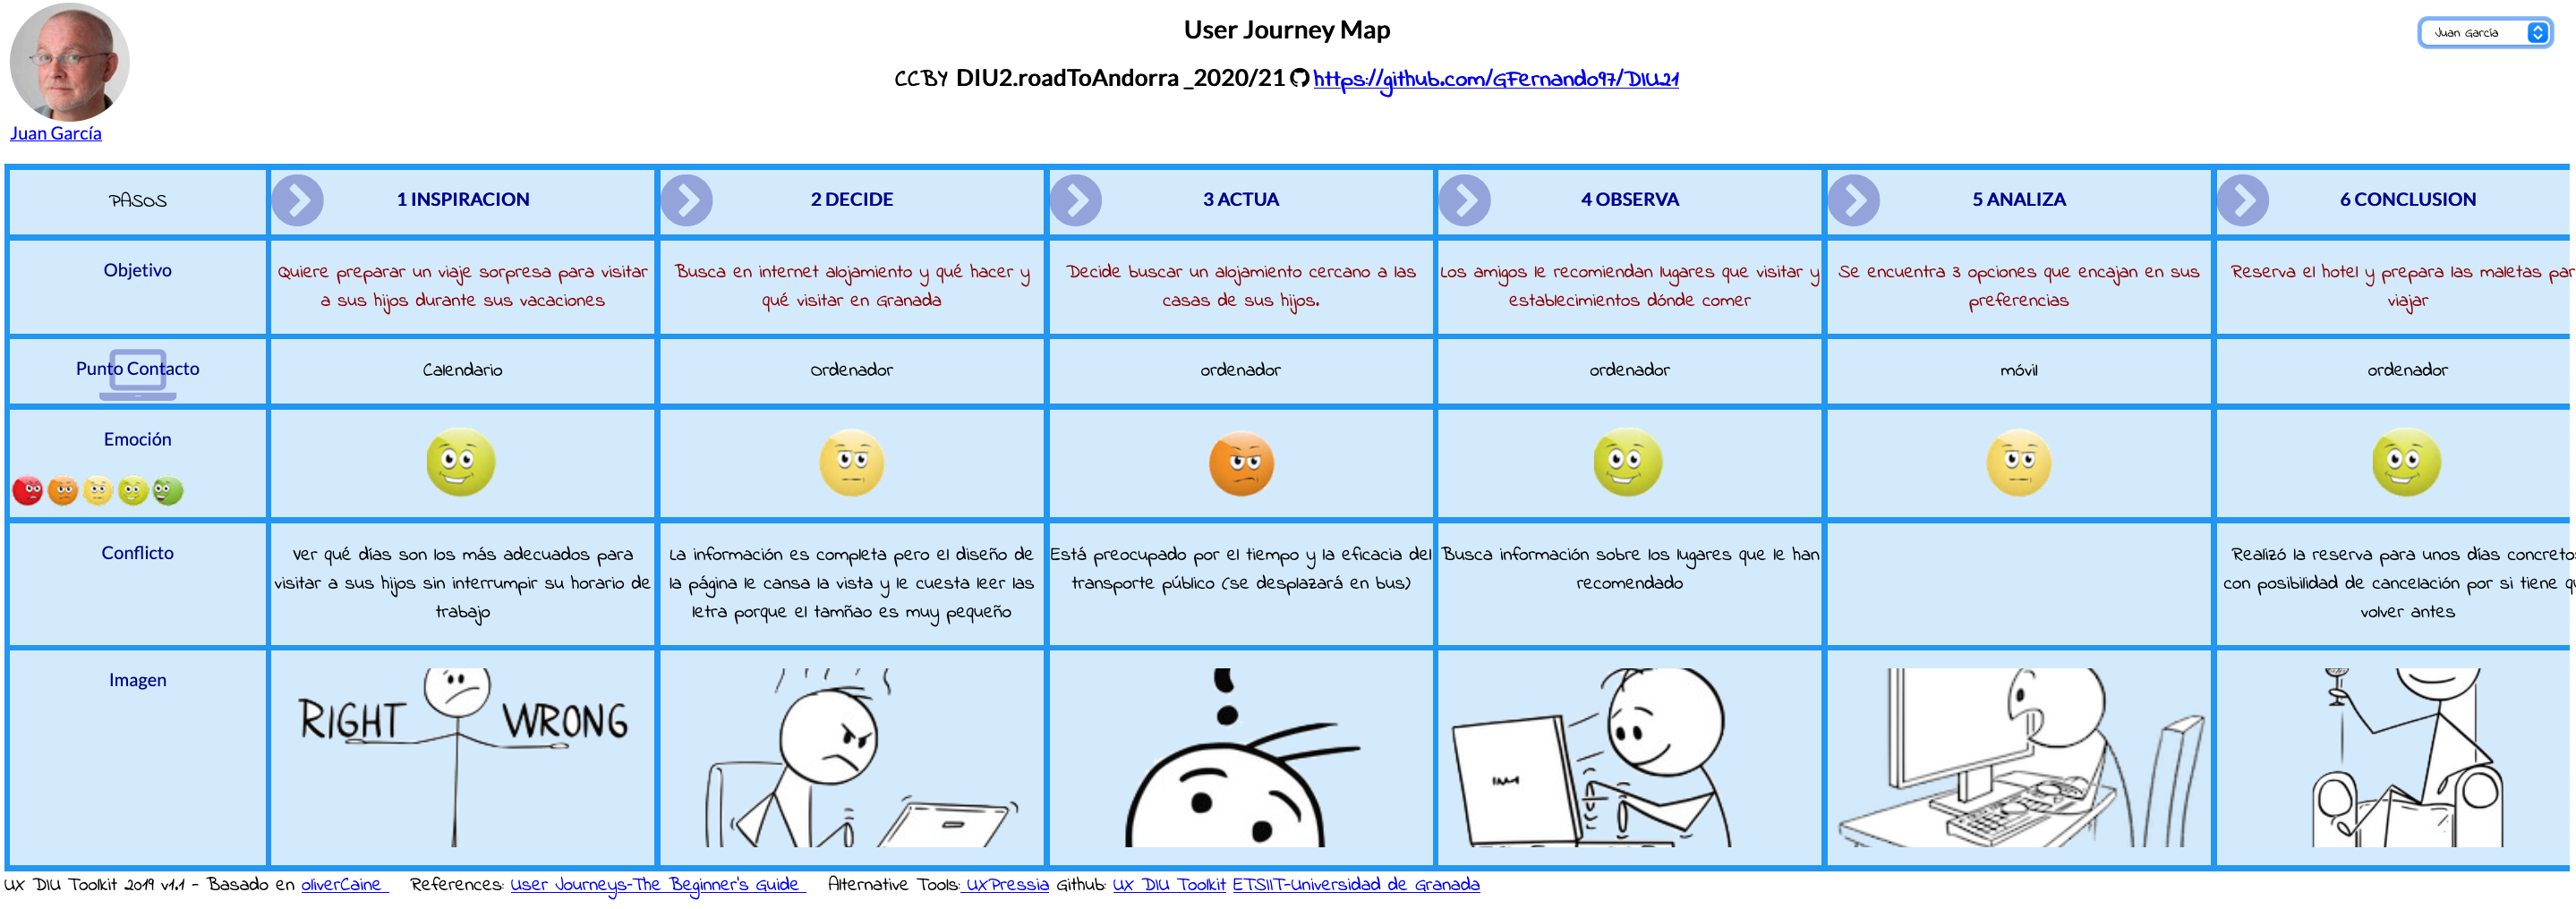 User Journey Map
Juan García
CCBY DIU2.roadToAndorra _2020/21 https://github.com/GFernando97/DIU21
Juan García
PASOS
1 INSPIRACION
2 DECIDE
3 ACTUA
4 OBSERVA
5 ANALIZA
6 CONCLUSION
Objetivo
Quiere preparar un viaje sorpresa para visitar
a sus hijos durante sus vacaciones
Busca en internet alojamiento y qué hacer y
qué visitar en Granada
Decide buscar un alojamiento cercano a las
casas de sus hijos.
Los amigos le recomiendan lugares que visitar y
establecimientos dónde comer
Se encuentra 3 opciones que encajan en sus
preferencias
Reserva el hotel y prepara las maletas par
viajar
Punto Contacto
Calendario
Ordenador
ordenador
ordenador
móvil
ordenador
Emoción
Conflicto
Ver qué días son los más adecuados para
visitar a sus hijos sin interrumpir su horario de
trabajo
La información es completa pero el diseño de
la página le cansa la vista y le cuesta leer las
letra porque el tamñao es muy pequeño
Está preocupado por el tiempo y la eficacia del
transporte público (se desplazará en bus)
Busca información sobre los lugares que le han
recomendado
Realizó la reserva para unos días concreto
con posibilidad de cancelación por si tiene q
volver antes
Imagen
RIGHT WRONG
UX DIU Toolkit 2019 v1.1 - Basado en oliverCaine References: User Journeys-The Beginner's Guide Alternative Tools: UXPressia Github: UX DIU Toolkit ETSIIT-Universidad de Granada